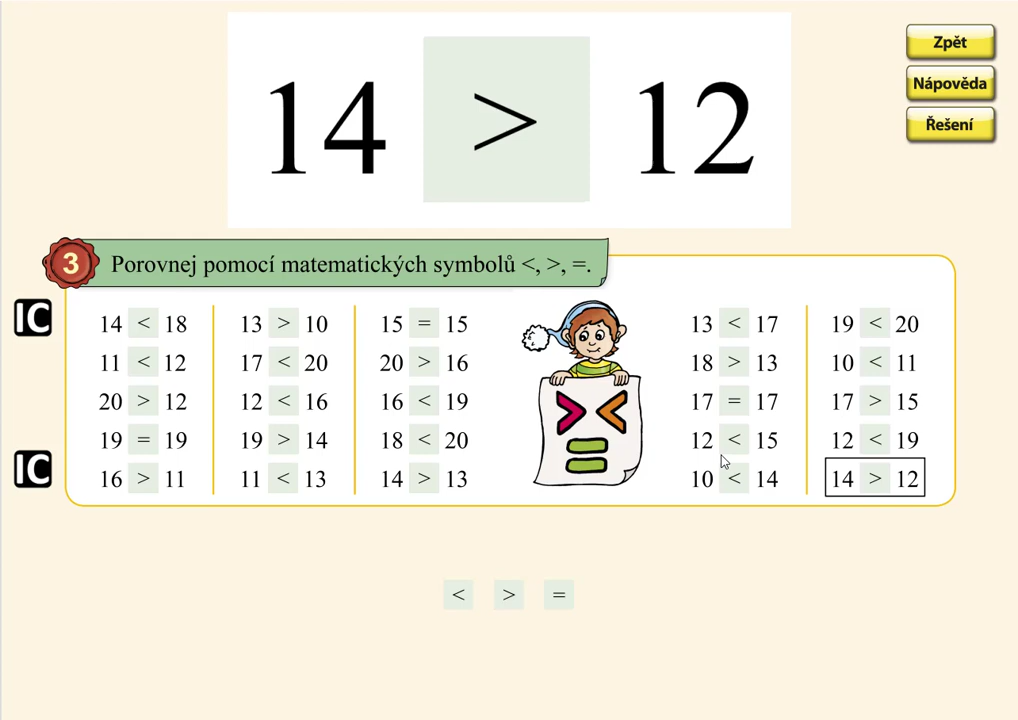 14 > 12
Zpět
Nápověda
Řešení
3 Porovnej pomocí matematických symbolů <, >, =.
IC
14 < 18 13 > 10 15 = 15 13 < 17 19 < 20
11 < 12 17 < 20 20 > 16 18 > 13 10 < 11
20 > 12 12 < 16 16 < 19 17 = 17 17 > 15
19 = 19 19 > 14 18 < 20 12 < 15 12 < 19
IC
16 > 11 11 < 13 14 > 13 10 < 14 14 > 12
> <
=
< > =